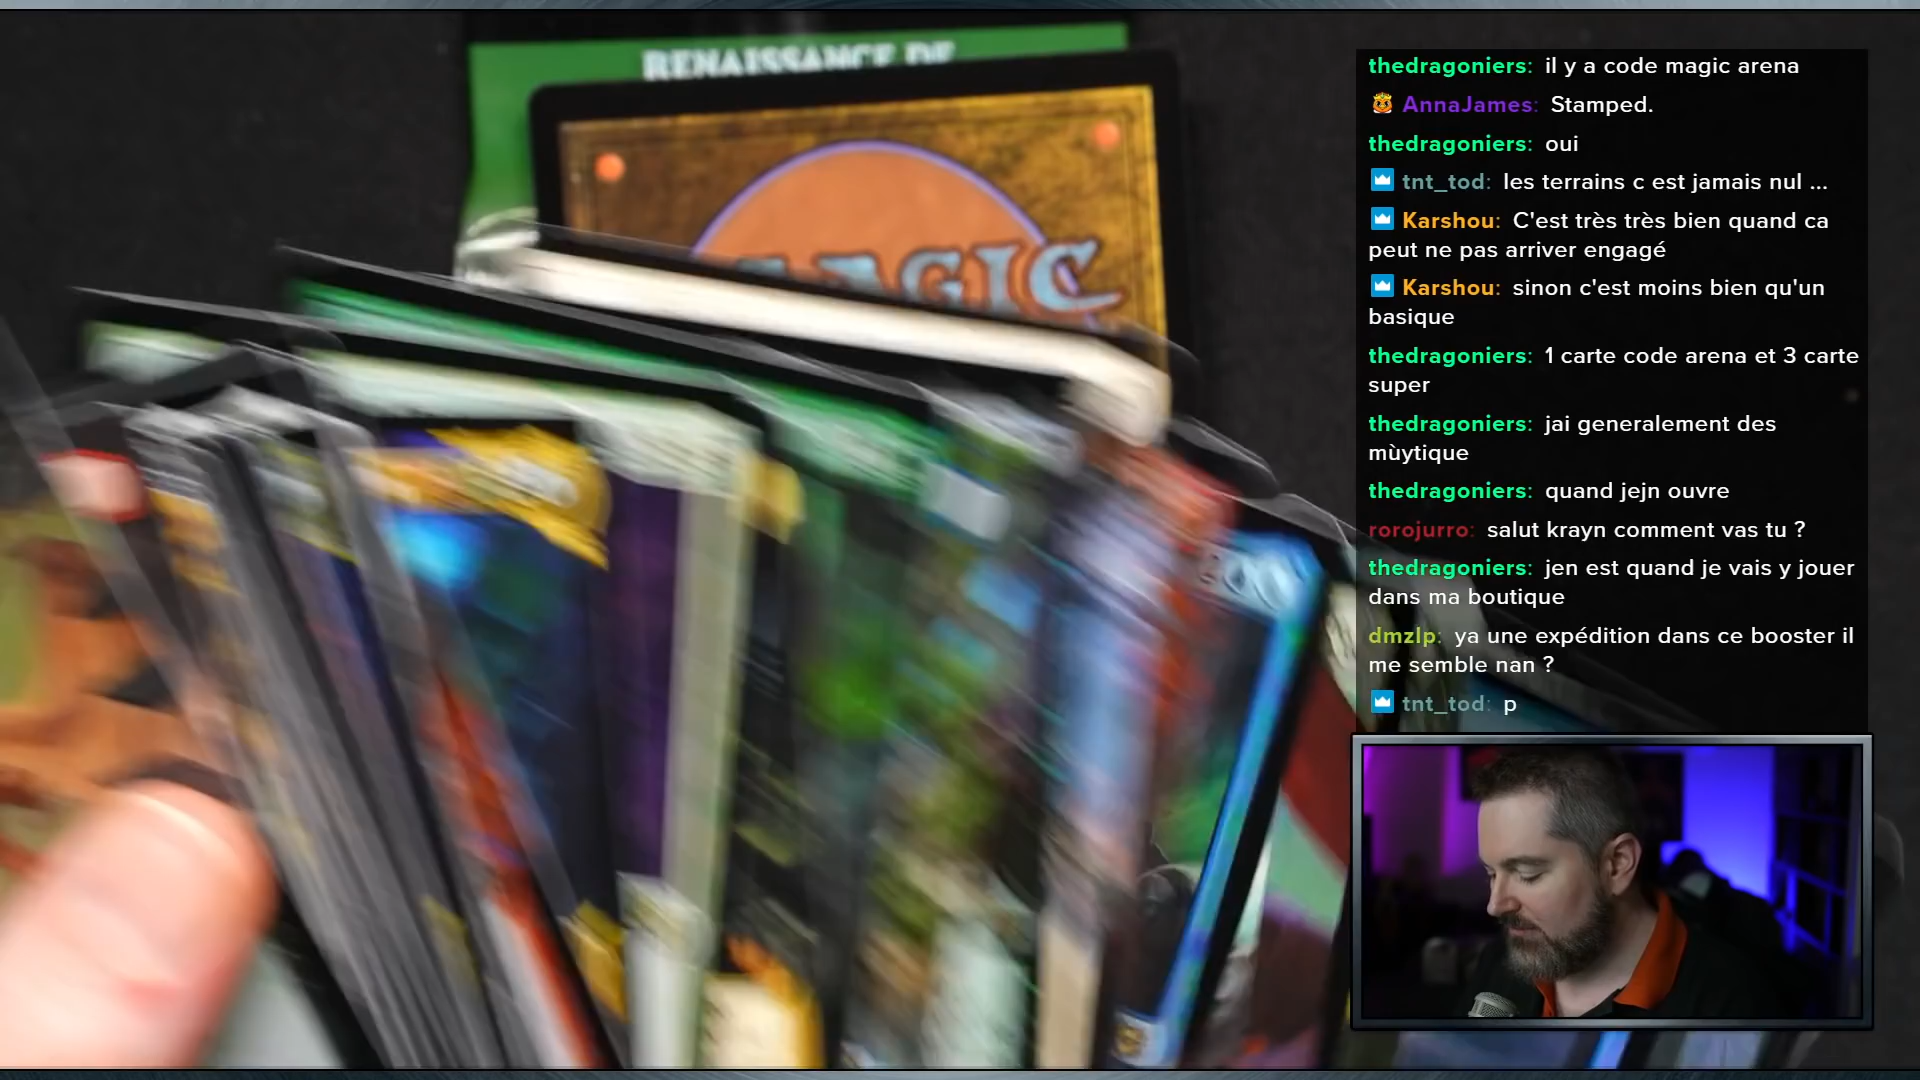 RENAISSANCE DE
MAGIC
thedragoniers: il y a code magic arena
AnnaJames: Stamped.
thedragoniers: oui
tnt_tod: les terrains c est jamais nul ...
Karshou: C'est très très bien quand ca
peut ne pas arriver engagé
Karshou: sinon c'est moins bien qu'un
basique
thedragoniers: 1 carte code arena et 3 carte
super
thedragoniers: jai generalement des
mùytique
thedragoniers: quand jejn ouvre
rorojurro: salut krayn comment vas tu ?
thedragoniers: jen est quand je vais y jouer
dans ma boutique
dmzlp: ya une expédition dans ce booster il
me semble nan ?
tnt_tod: p